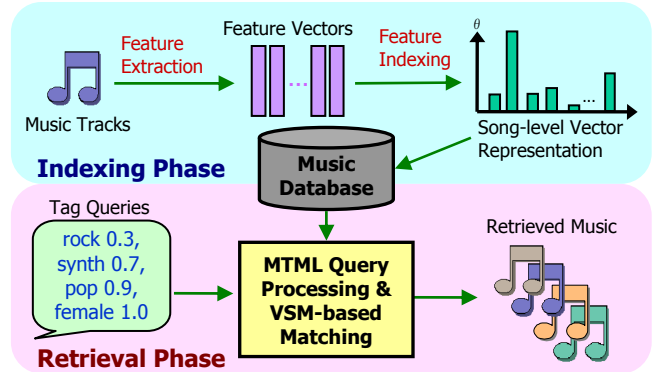 Feature
Extraction
Feature Vectors
Feature
Indexing
θ
...
...
Music Tracks
Song-level Vector
Representation
Indexing Phase
Music
Database
Tag Queries
rock 0.3,
synth 0.7,
pop 0.9,
female 1.0
MTML Query
Processing &
VSM-based
Matching
Retrieved Music
Retrieval Phase